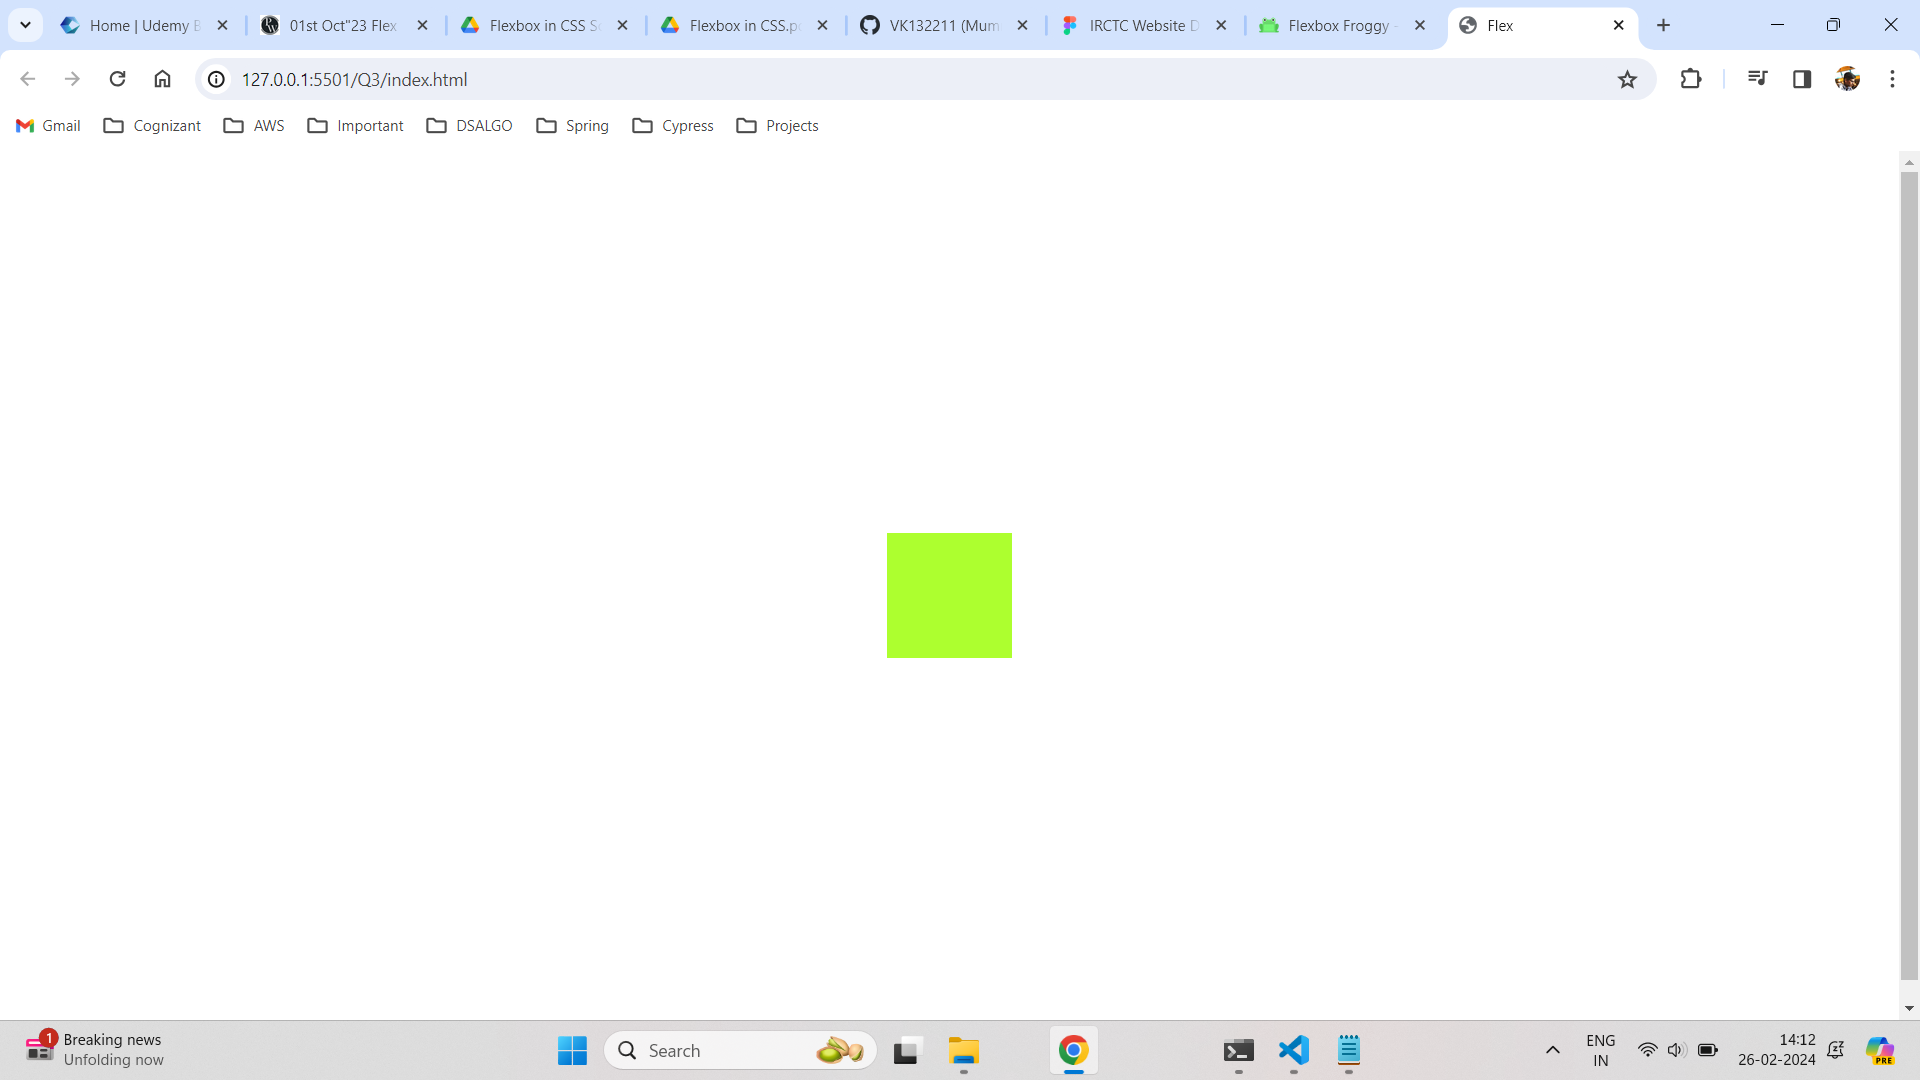 Home | Udemy B
01st Oct"23 Flex
Flexbox in CSS S
Flexbox in CSS.p
VK132211 (Mum
IRCTC Website D
Flexbox Froggy -
Flex
127.0.0.1:5501/Q3/index.html
Gmail
Cognizant
AWS
Important
DSALGO
Spring
Cypress
Projects
1
Breaking news
Unfolding now
Search
ENG
IN
14:12
26-02-2024
PRE